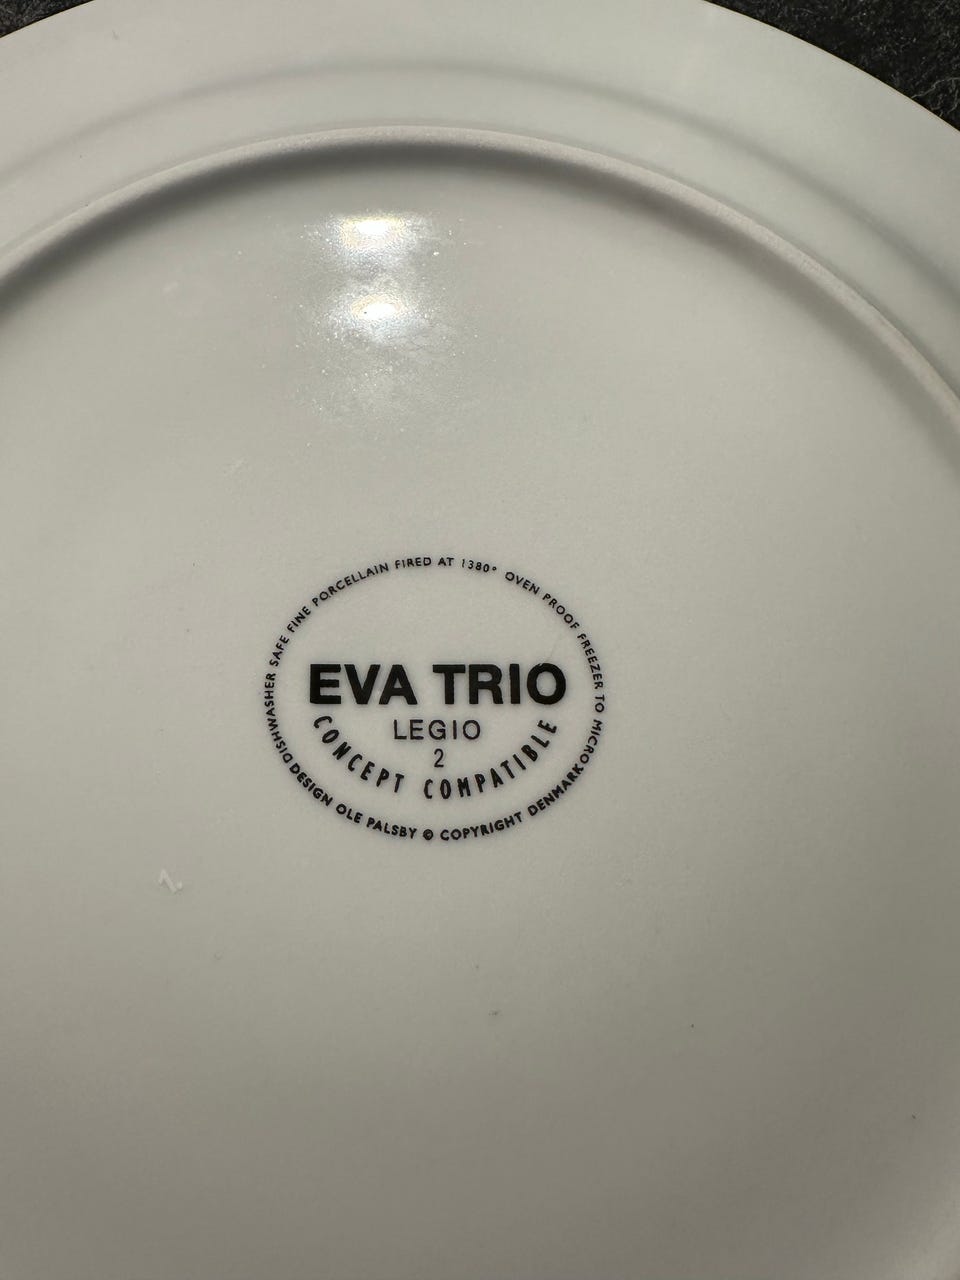 DISHWASHER SAFE FINE PORCELLAIN FIRED AT 1380° OVEN PROOF FREEZER TO MICRO
EVA TRIO
LEGIO
2
CONCEPT COMPATIBLE
DESIGN OLE PALSBY © COPYRIGHT DENMARK